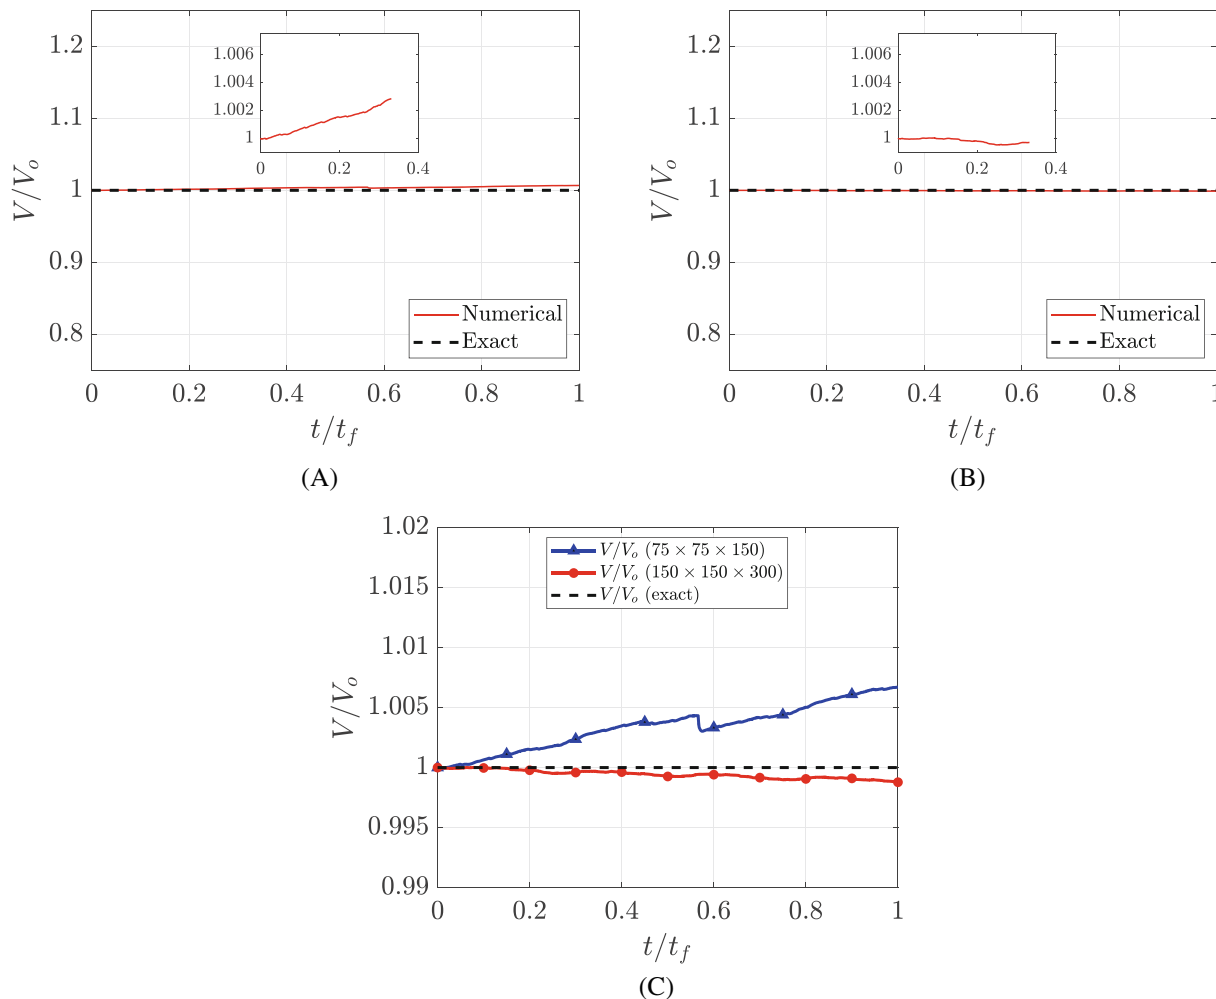 1.2
1.1
1
0.9
0.8
V/V_o
1.006
1.004
1.002
1
0 0.2 0.4
Numerical
Exact
0 0.2 0.4 0.6 0.8 1
t/t_f
(A)
1.2
1.1
1
0.9
0.8
V/V_o
1.006
1.004
1.002
1
0 0.2 0.4
Numerical
Exact
0 0.2 0.4 0.6 0.8 1
t/t_f
(B)
1.02
1.015
1.01
1.005
1
0.995
0.99
V/V_o
V/V_o (75 × 75 × 150)
V/V_o (150 × 150 × 300)
V/V_o (exact)
0 0.2 0.4 0.6 0.8 1
t/t_f
(C)